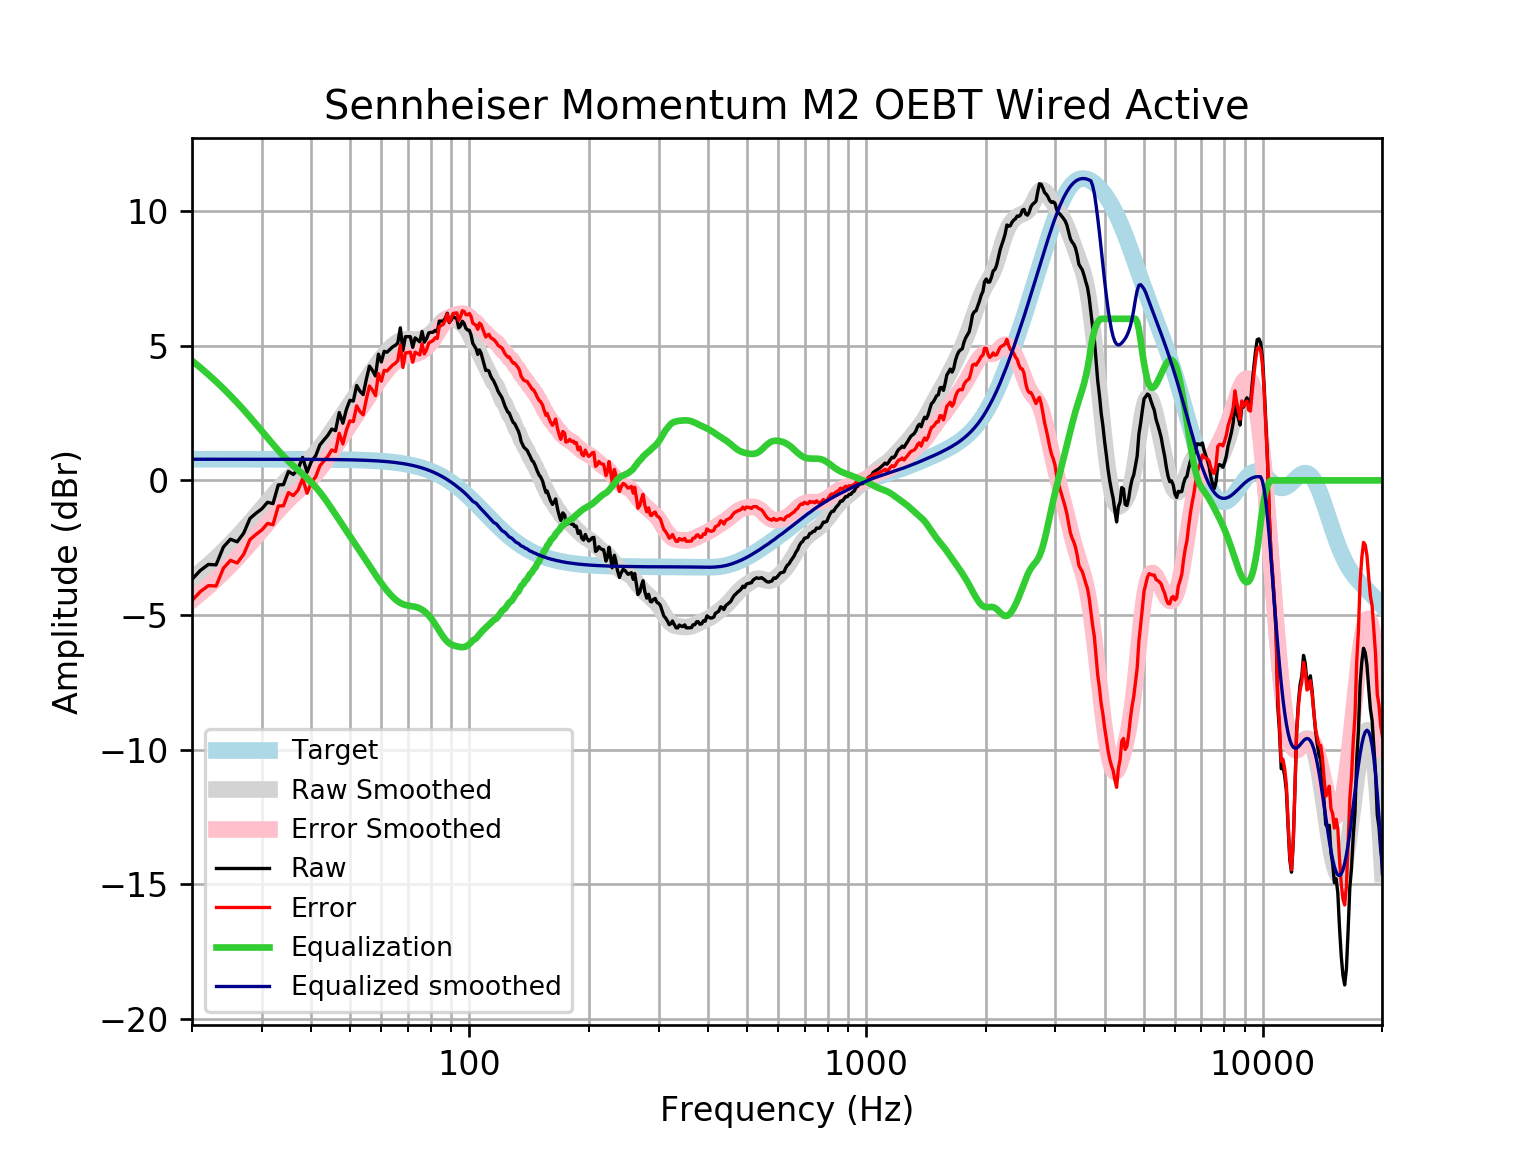 Sennheiser Momentum M2 OEBT Wired Active
Amplitude (dBr)
10
5
0
−5
−10
−15
−20
Target
Raw Smoothed
Error Smoothed
Raw
Error
Equalization
Equalized smoothed
100
1000
10000
Frequency (Hz)